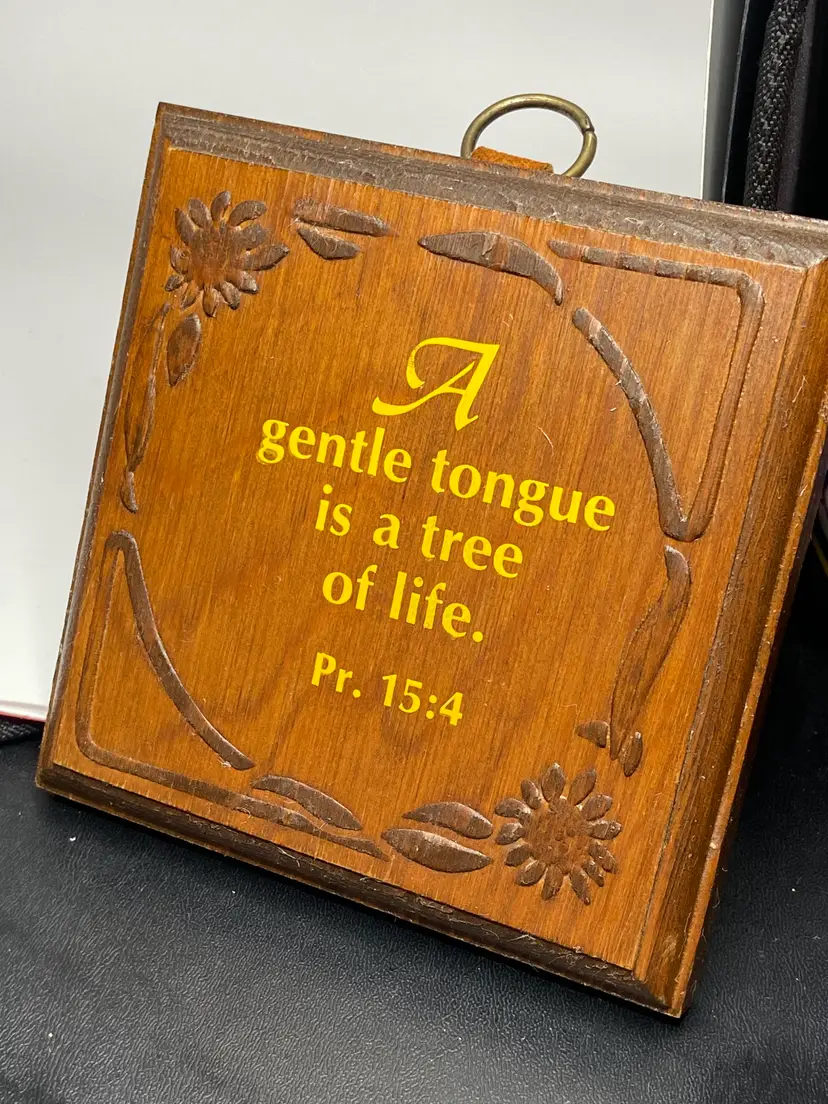 A
gentle tongue
is a tree
of life.
Pr. 15:4